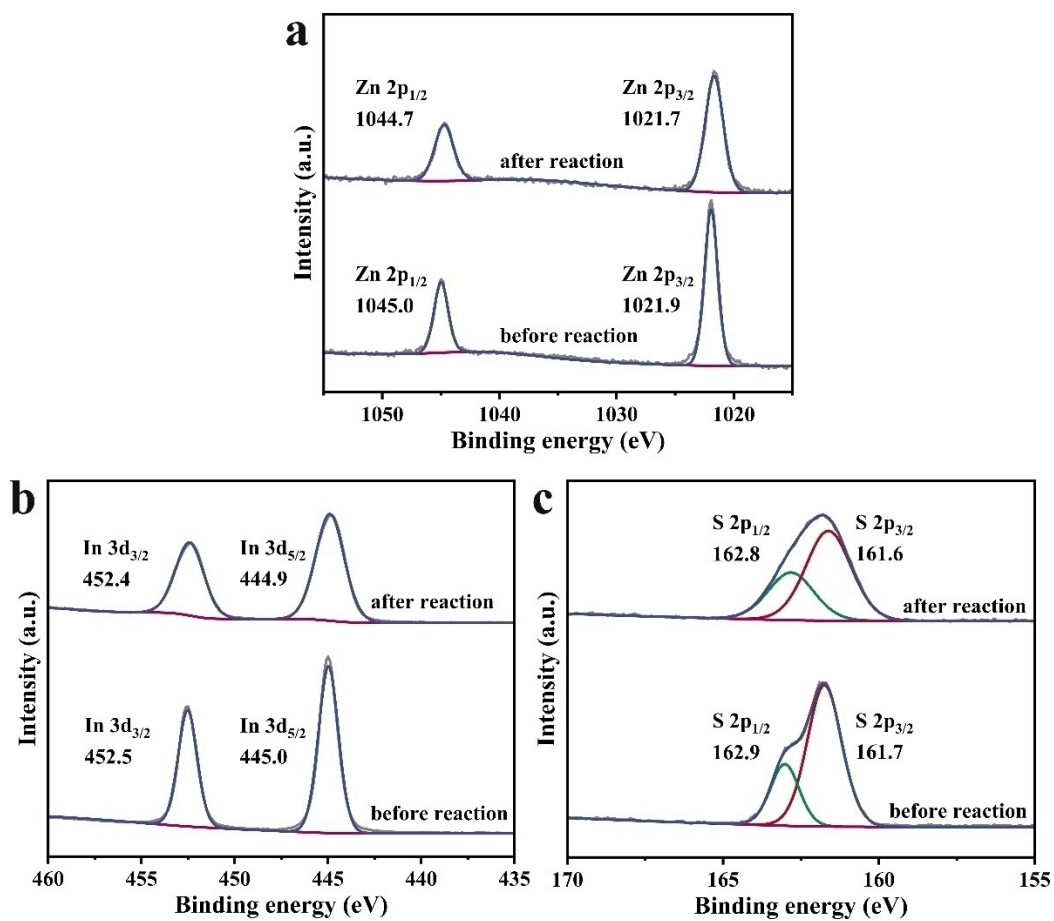 a
Intensity (a.u.)
Zn 2p₁/₂
1044.7
Zn 2p₃/₂
1021.7
after reaction
Zn 2p₁/₂
1045.0
Zn 2p₃/₂
1021.9
before reaction
1050 1040 1030 1020
Binding energy (eV)
b
Intensity (a.u.)
In 3d₃/₂
452.4
In 3d₅/₂
444.9
after reaction
In 3d₃/₂
452.5
In 3d₅/₂
445.0
before reaction
460 455 450 445 440 435
Binding energy (eV)
c
Intensity (a.u.)
S 2p₁/₂
162.8
S 2p₃/₂
161.6
after reaction
S 2p₁/₂
162.9
S 2p₃/₂
161.7
before reaction
170 165 160 155
Binding energy (eV)